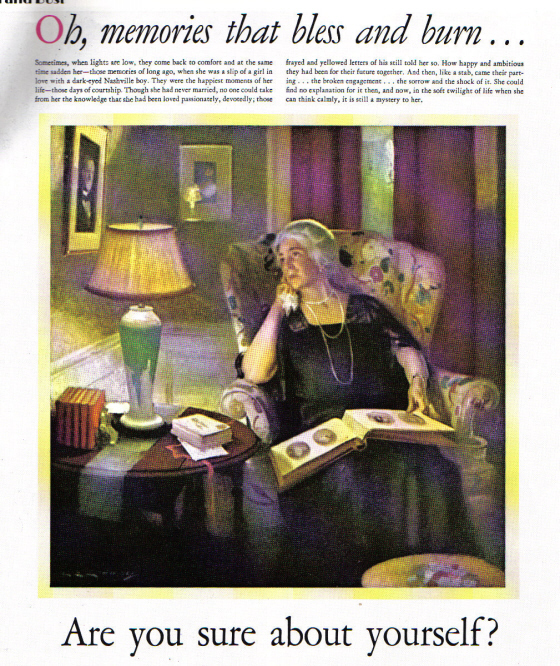 Oh, memories that bless and burn ...
Sometimes, when lights are low, they come back to comfort and at the same
time sadden her—those memories of long ago, when she was a slip of a girl in
love with a dark-eyed Nashville boy. They were the happiest moments of her
life—those days of courtship. Though she had never married, no one could take
from her the knowledge that she had been loved passionately, devotedly; those
frayed and yellowed letters of his still told her so. How happy and ambitious
they had been for their future together. And then, like a stab, came their part-
ing . . . the broken engagement . . . the sorrow and the shock of it. She could
find no explanation for it then, and now, in the soft twilight of life when she
can think calmly, it is still a mystery to her.
Are you sure about yourself?